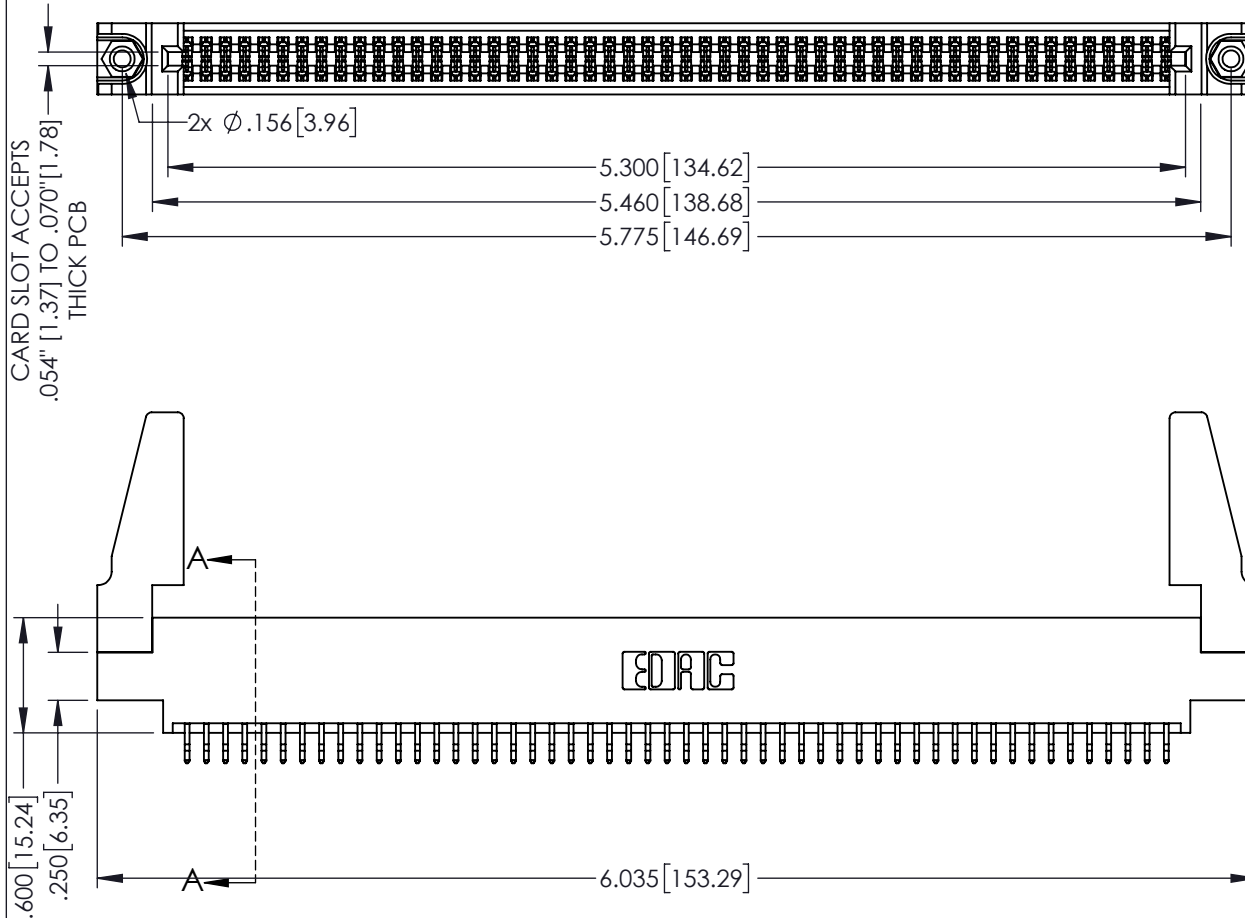 2x Ø.156[3.96]
CARD SLOT ACCEPTS
.054" [1.37] TO .070"[1.78]
THICK PCB
5.300[134.62]
5.460[138.68]
5.775[146.69]
A
EDAC
.600[15.24]
.250[6.35]
A
6.035[153.29]